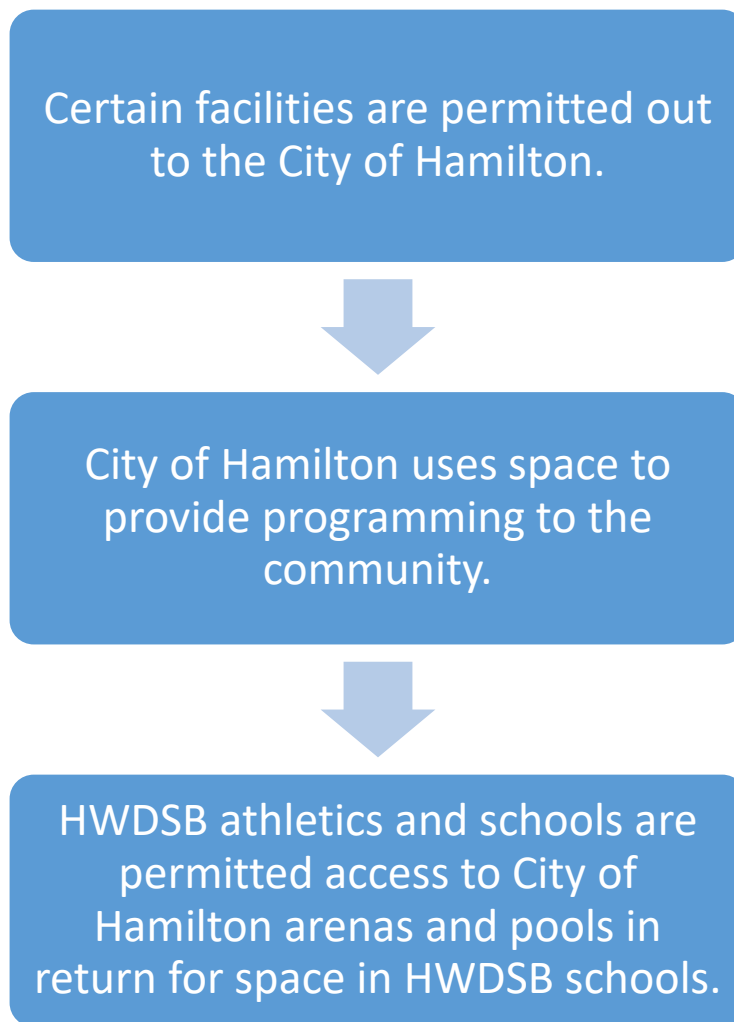 Certain facilities are permitted out
to the City of Hamilton.
City of Hamilton uses space to
provide programming to the
community.
HWDSB athletics and schools are
permitted access to City of
Hamilton arenas and pools in
return for space in HWDSB schools.